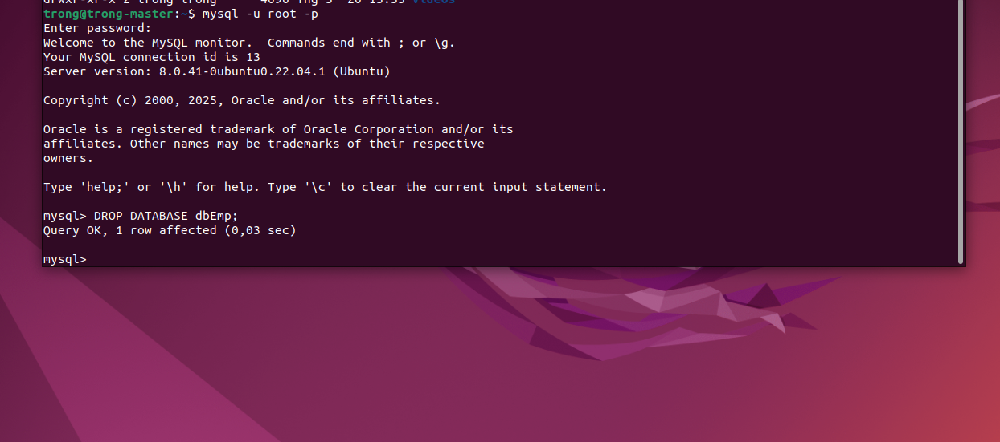 trong@trong-master:~$ mysql -u root -p
Enter password:
Welcome to the MySQL monitor.  Commands end with ; or \g.
Your MySQL connection id is 13
Server version: 8.0.41-0ubuntu0.22.04.1 (Ubuntu)
Copyright (c) 2000, 2025, Oracle and/or its affiliates.
Oracle is a registered trademark of Oracle Corporation and/or its
affiliates. Other names may be trademarks of their respective
owners.
Type 'help;' or '\h' for help. Type '\c' to clear the current input statement.
mysql> DROP DATABASE dbEmp;
Query OK, 1 row affected (0,03 sec)
mysql>